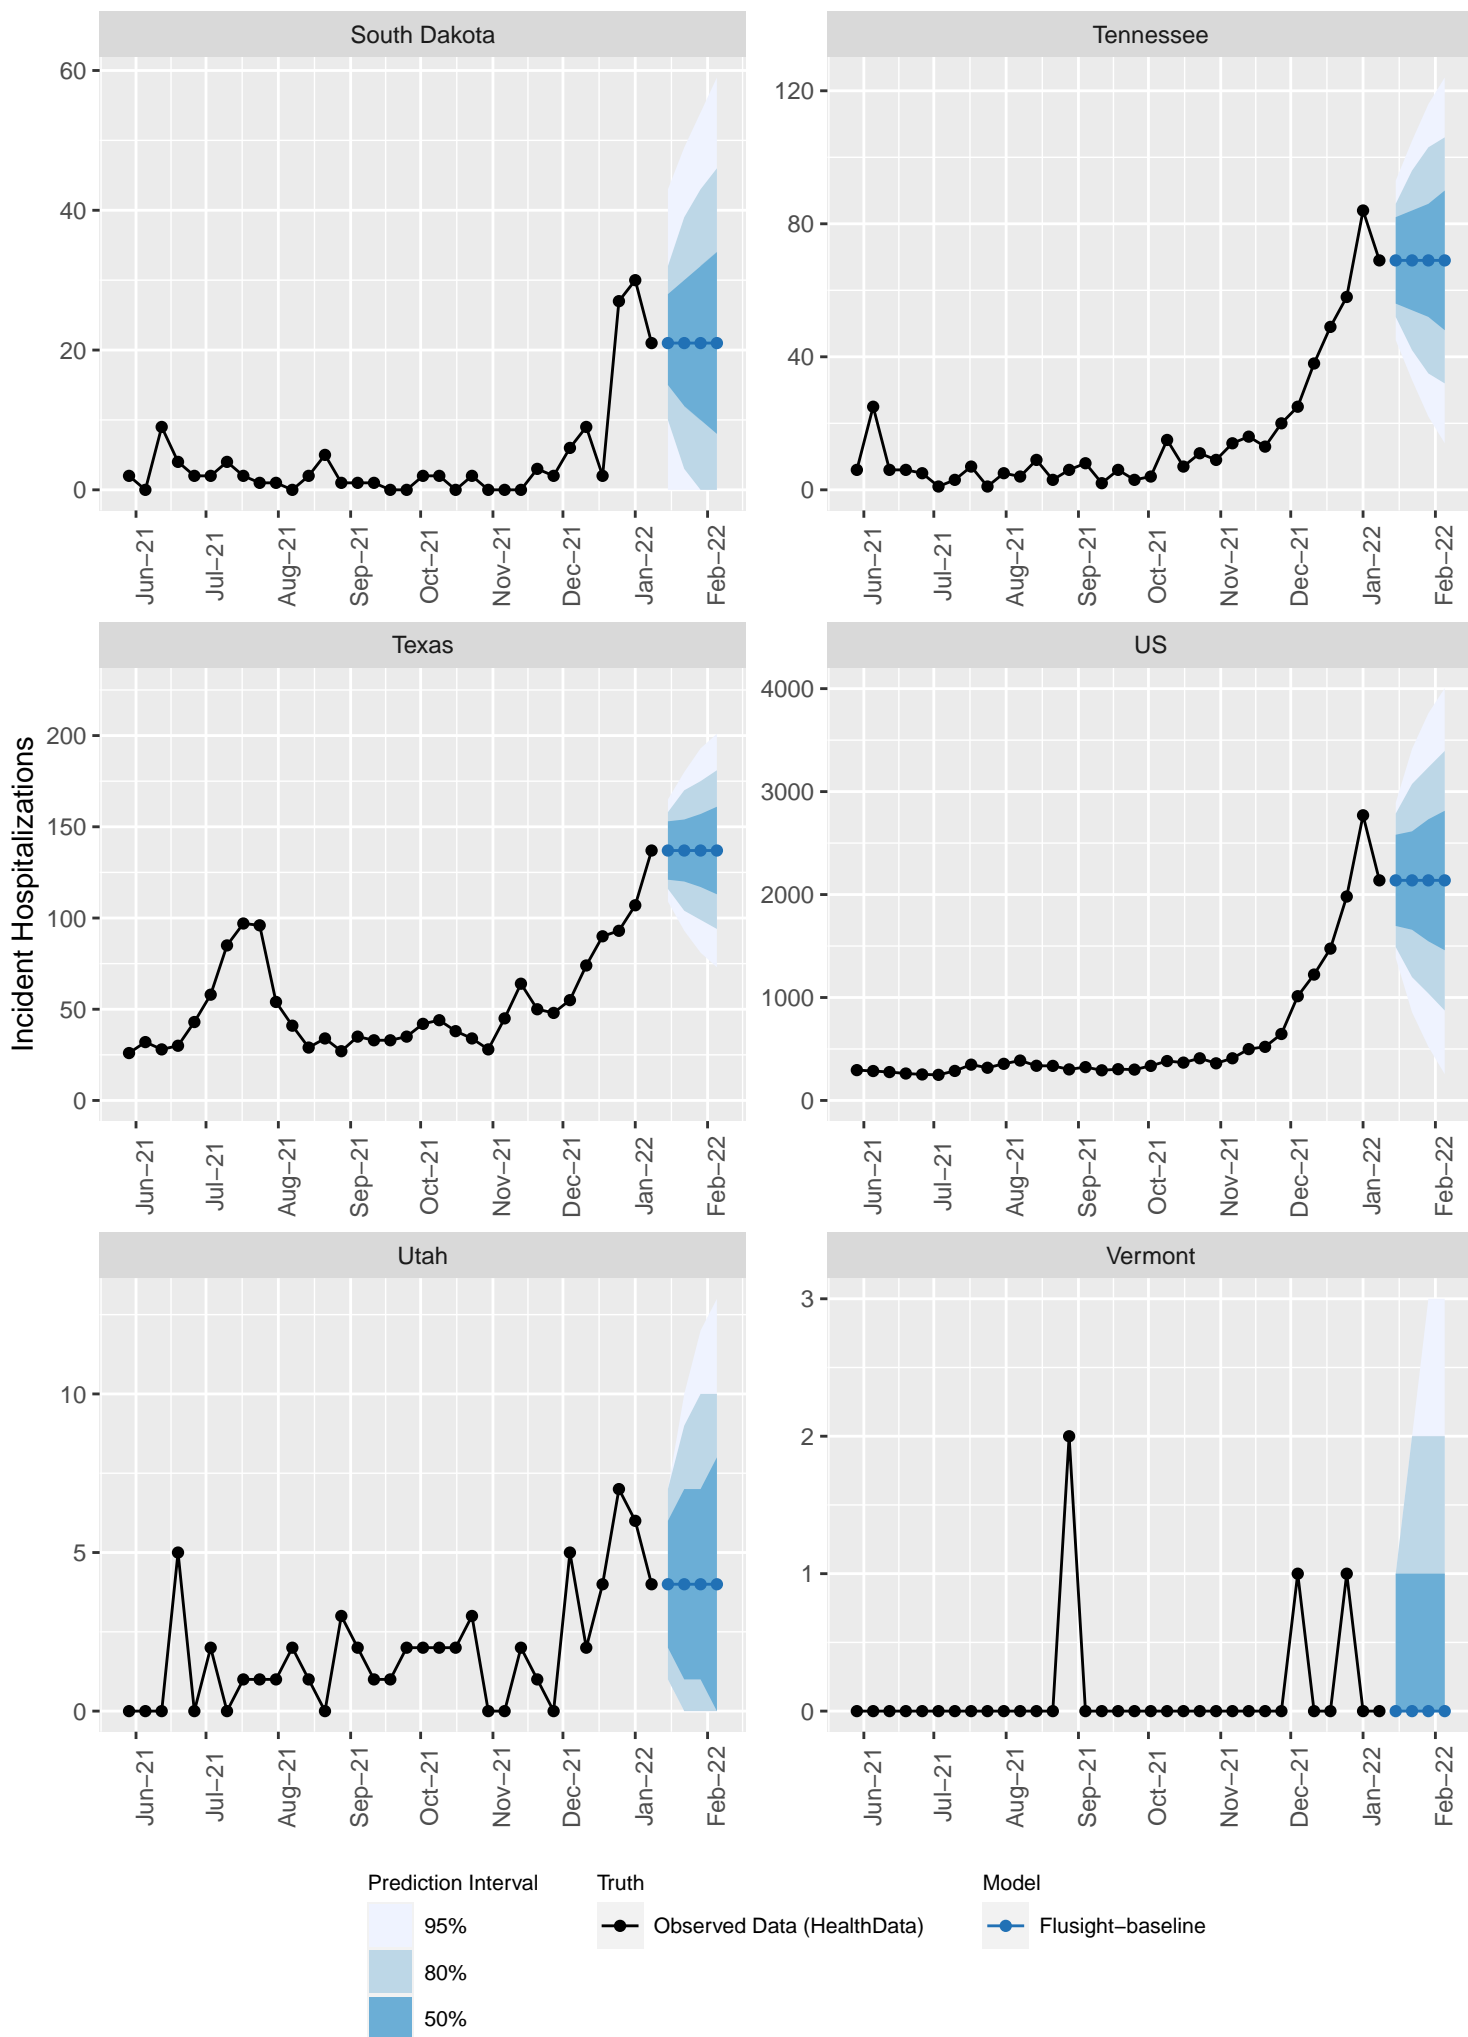 South Dakota
Tennessee
60
40
20
0
120
80
40
0
Jun−21
Jul−21
Aug−21
Sep−21
Oct−21
Nov−21
Dec−21
Jan−22
Feb−22
Jun−21
Jul−21
Aug−21
Sep−21
Oct−21
Nov−21
Dec−21
Jan−22
Feb−22
Incident Hospitalizations
Texas
US
200
150
100
50
0
4000
3000
2000
1000
0
Jun−21
Jul−21
Aug−21
Sep−21
Oct−21
Nov−21
Dec−21
Jan−22
Feb−22
Jun−21
Jul−21
Aug−21
Sep−21
Oct−21
Nov−21
Dec−21
Jan−22
Feb−22
Utah
Vermont
10
5
0
3
2
1
0
Jun−21
Jul−21
Aug−21
Sep−21
Oct−21
Nov−21
Dec−21
Jan−22
Feb−22
Jun−21
Jul−21
Aug−21
Sep−21
Oct−21
Nov−21
Dec−21
Jan−22
Feb−22
Prediction Interval
95%
80%
50%
Truth
Observed Data (HealthData)
Model
Flusight−baseline